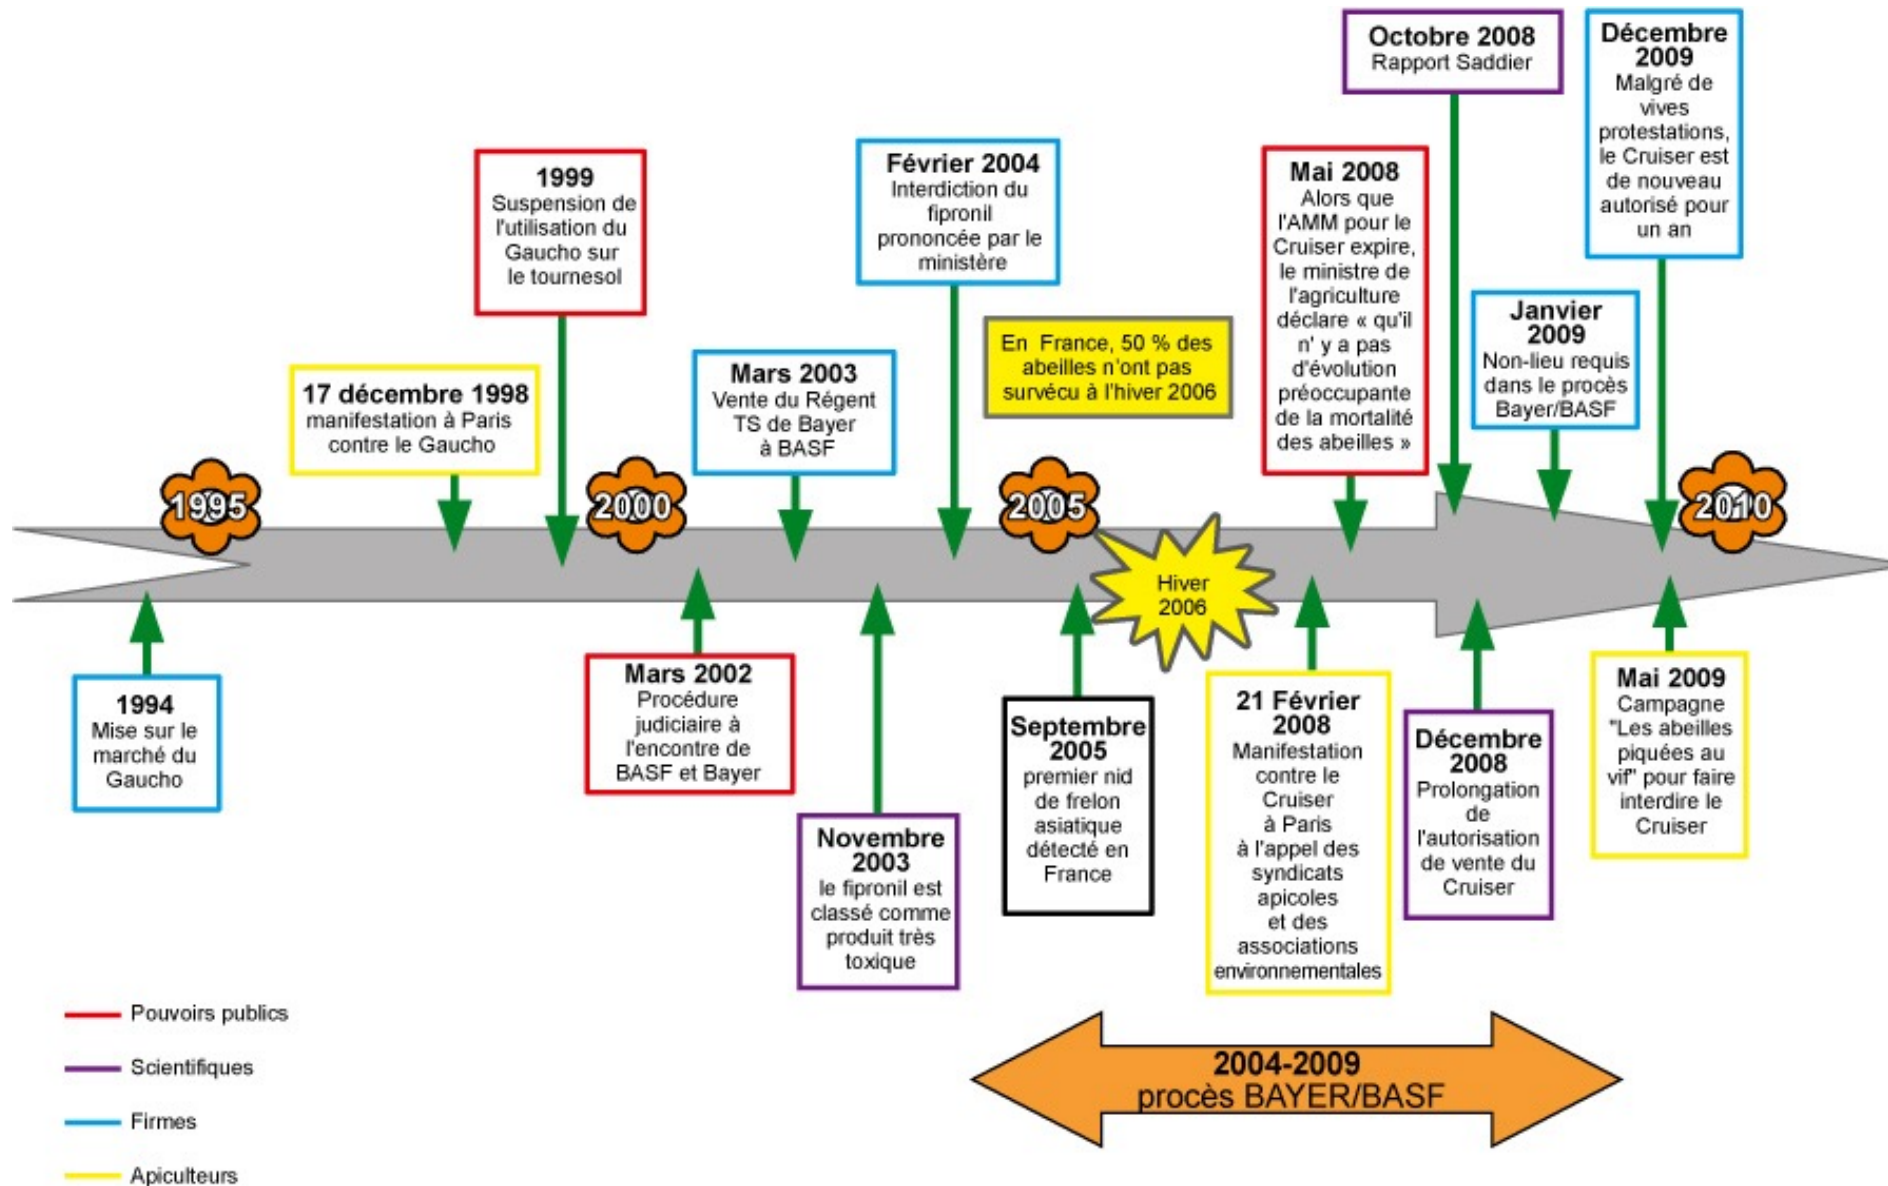 Octobre 2008
Rapport Saddier
Décembre
2009
Malgré de
vives
protestations,
le Cruiser est
de nouveau
autorisé pour
un an
1999
Suspension de
l'utilisation du
Gaucho sur
le tournesol
Février 2004
Interdiction du
fipronil
prononcée par le
ministère
Mai 2008
Alors que
l'AMM pour le
Cruiser expire,
le ministre de
l'agriculture
déclare « qu'il
n' y a pas
d'évolution
préoccupante
de la mortalité
des abeilles »
Janvier
2009
Non-lieu requis
dans le procès
Bayer/BASF
En France, 50 % des
abeilles n'ont pas
survécu à l'hiver 2006
17 décembre 1998
manifestation à Paris
contre le Gaucho
Mars 2003
Vente du Régent
TS de Bayer
à BASF
1995
2000
2005
2010
Hiver
2006
1994
Mise sur le
marché du
Gaucho
Mars 2002
Procédure
judiciaire à
l'encontre de
BASF et Bayer
Novembre
2003
le fipronil est
classé comme
produit très
toxique
Septembre
2005
premier nid
de frelon
asiatique
détecté en
France
21 Février
2008
Manifestation
contre le
Cruiser
à Paris
à l'appel des
syndicats
apicoles
et des
associations
environnementales
Décembre
2008
Prolongation
de
l'autorisation
de vente du
Cruiser
Mai 2009
Campagne
"Les abeilles
piquées au
vif" pour faire
interdire le
Cruiser
2004-2009
procès BAYER/BASF
Pouvoirs publics
Scientifiques
Firmes
Apiculteurs